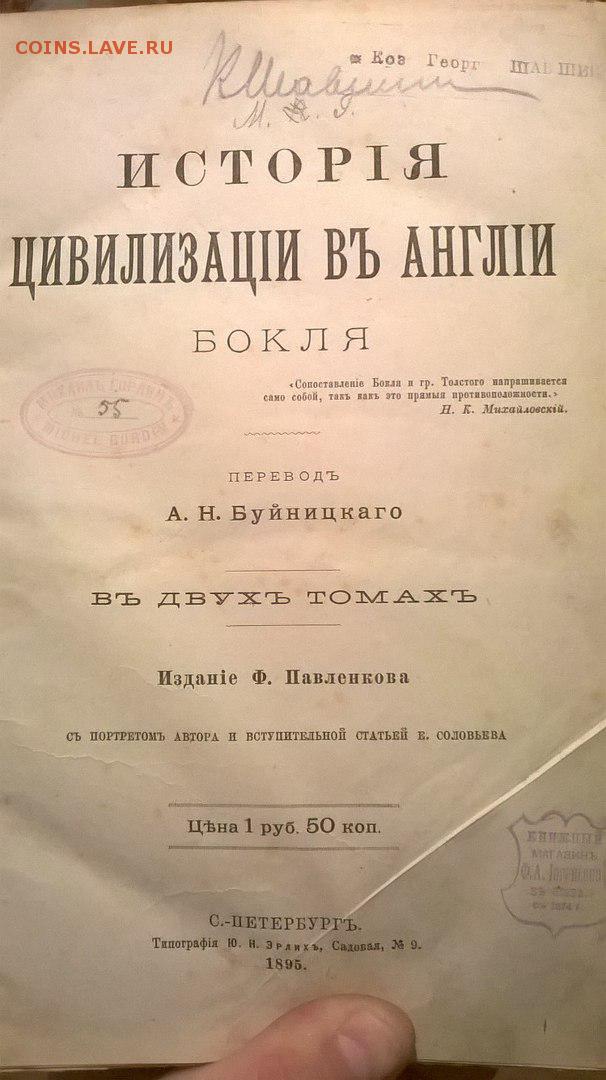 COINS.LAVE.RU
Коз Георг
М.
ИСТОРІЯ
ЦИВИЛИЗАЦІИ ВЪ АНГЛІИ
БОКЛЯ
«Сопоставленіе Бокля и гр. Толстого напрашивается
само собой, такъ какъ это прямыя противоположности.»
Н. К. Михайловскій.
№ 55
MICHEL
ПЕРЕВОДЪ
А. Н. Буйницкаго
ВЪ ДВУХЪ ТОМАХЪ
Изданіе Ф. Павленкова
СЪ ПОРТРЕТОМЪ АВТОРА И ВСТУПИТЕЛЬНОЙ СТАТЬЕЙ Е. СОЛОВЬЕВА
Цѣна 1 руб. 50 коп.
КНИЖНЫЙ
МАГАЗИНЪ
Ф.А.
С.-ПЕТЕРБУРГЪ.
Типографія Ю. Н. Эрлихъ, Садовая, № 9.
1895.